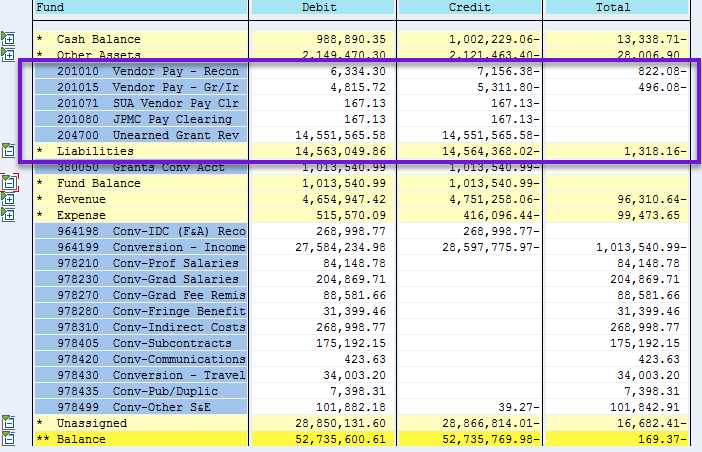 Fund Debit Credit Total
* Cash Balance 988,890.35 1,002,229.06- 13,338.71-
* Other Assets 2,149,470.30 2,121,463.40- 28,006.90
201010 Vendor Pay - Recon 6,334.30 7,156.38- 822.08-
201015 Vendor Pay - Gr/Ir 4,815.72 5,311.80- 496.08-
201071 SUA Vendor Pay Clr 167.13 167.13-
201080 JPMC Pay Clearing 167.13 167.13-
204700 Unearned Grant Rev 14,551,565.58 14,551,565.58-
* Liabilities 14,563,049.86 14,564,368.02- 1,318.16-
380050 Grants Conv Acct 1,013,540.99 1,013,540.99-
* Fund Balance 1,013,540.99 1,013,540.99-
* Revenue 4,654,947.42 4,751,258.06- 96,310.64-
* Expense 515,570.09 416,096.44- 99,473.65
964198 Conv-IDC (F&A) Reco 268,998.77 268,998.77-
964199 Conversion - Income 27,584,234.98 28,597,775.97- 1,013,540.99-
978210 Conv-Prof Salaries 84,148.78 84,148.78
978230 Conv-Grad Salaries 204,869.71 204,869.71
978270 Conv-Grad Fee Remis 88,581.66 88,581.66
978280 Conv-Fringe Benefit 31,399.46 31,399.46
978310 Conv-Indirect Costs 268,998.77 268,998.77
978405 Conv-Subcontracts 175,192.15 175,192.15
978420 Conv-Communications 423.63 423.63
978430 Conversion - Travel 34,003.20 34,003.20
978435 Conv-Pub/Duplic 7,398.31 7,398.31
978499 Conv-Other S&E 101,882.18 39.27- 101,842.91
* Unassigned 28,850,131.60 28,866,814.01- 16,682.41-
** Balance 52,735,600.61 52,735,769.98- 169.37-